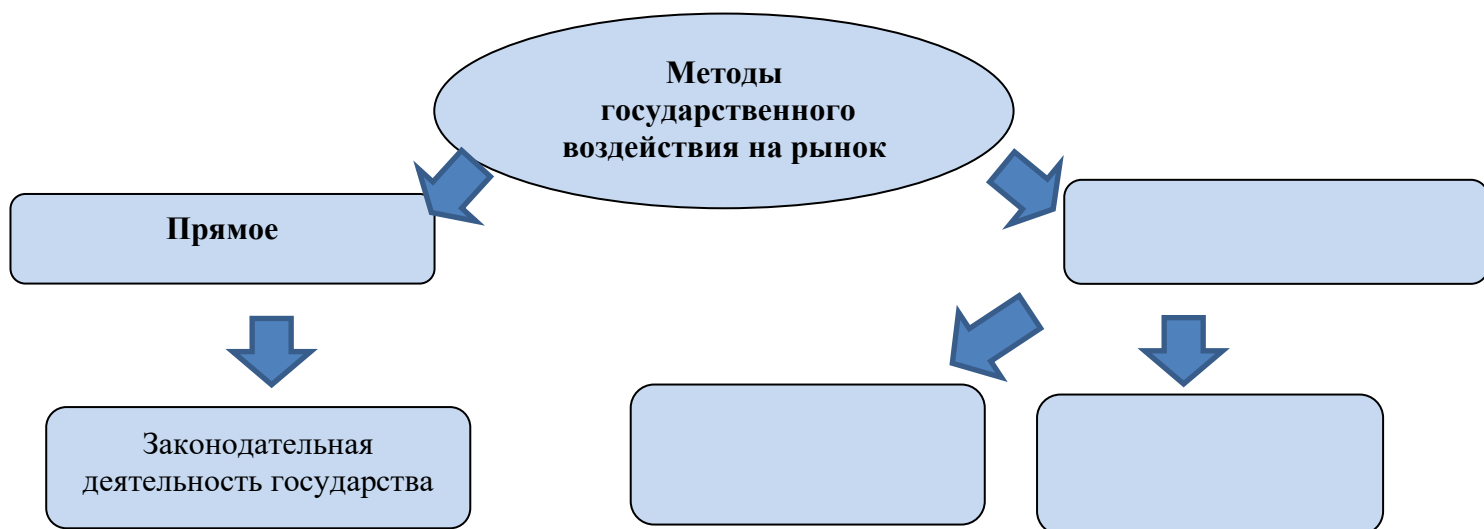 Методы
государственного
воздействия на рынок
Прямое
Законодательная
деятельность государства